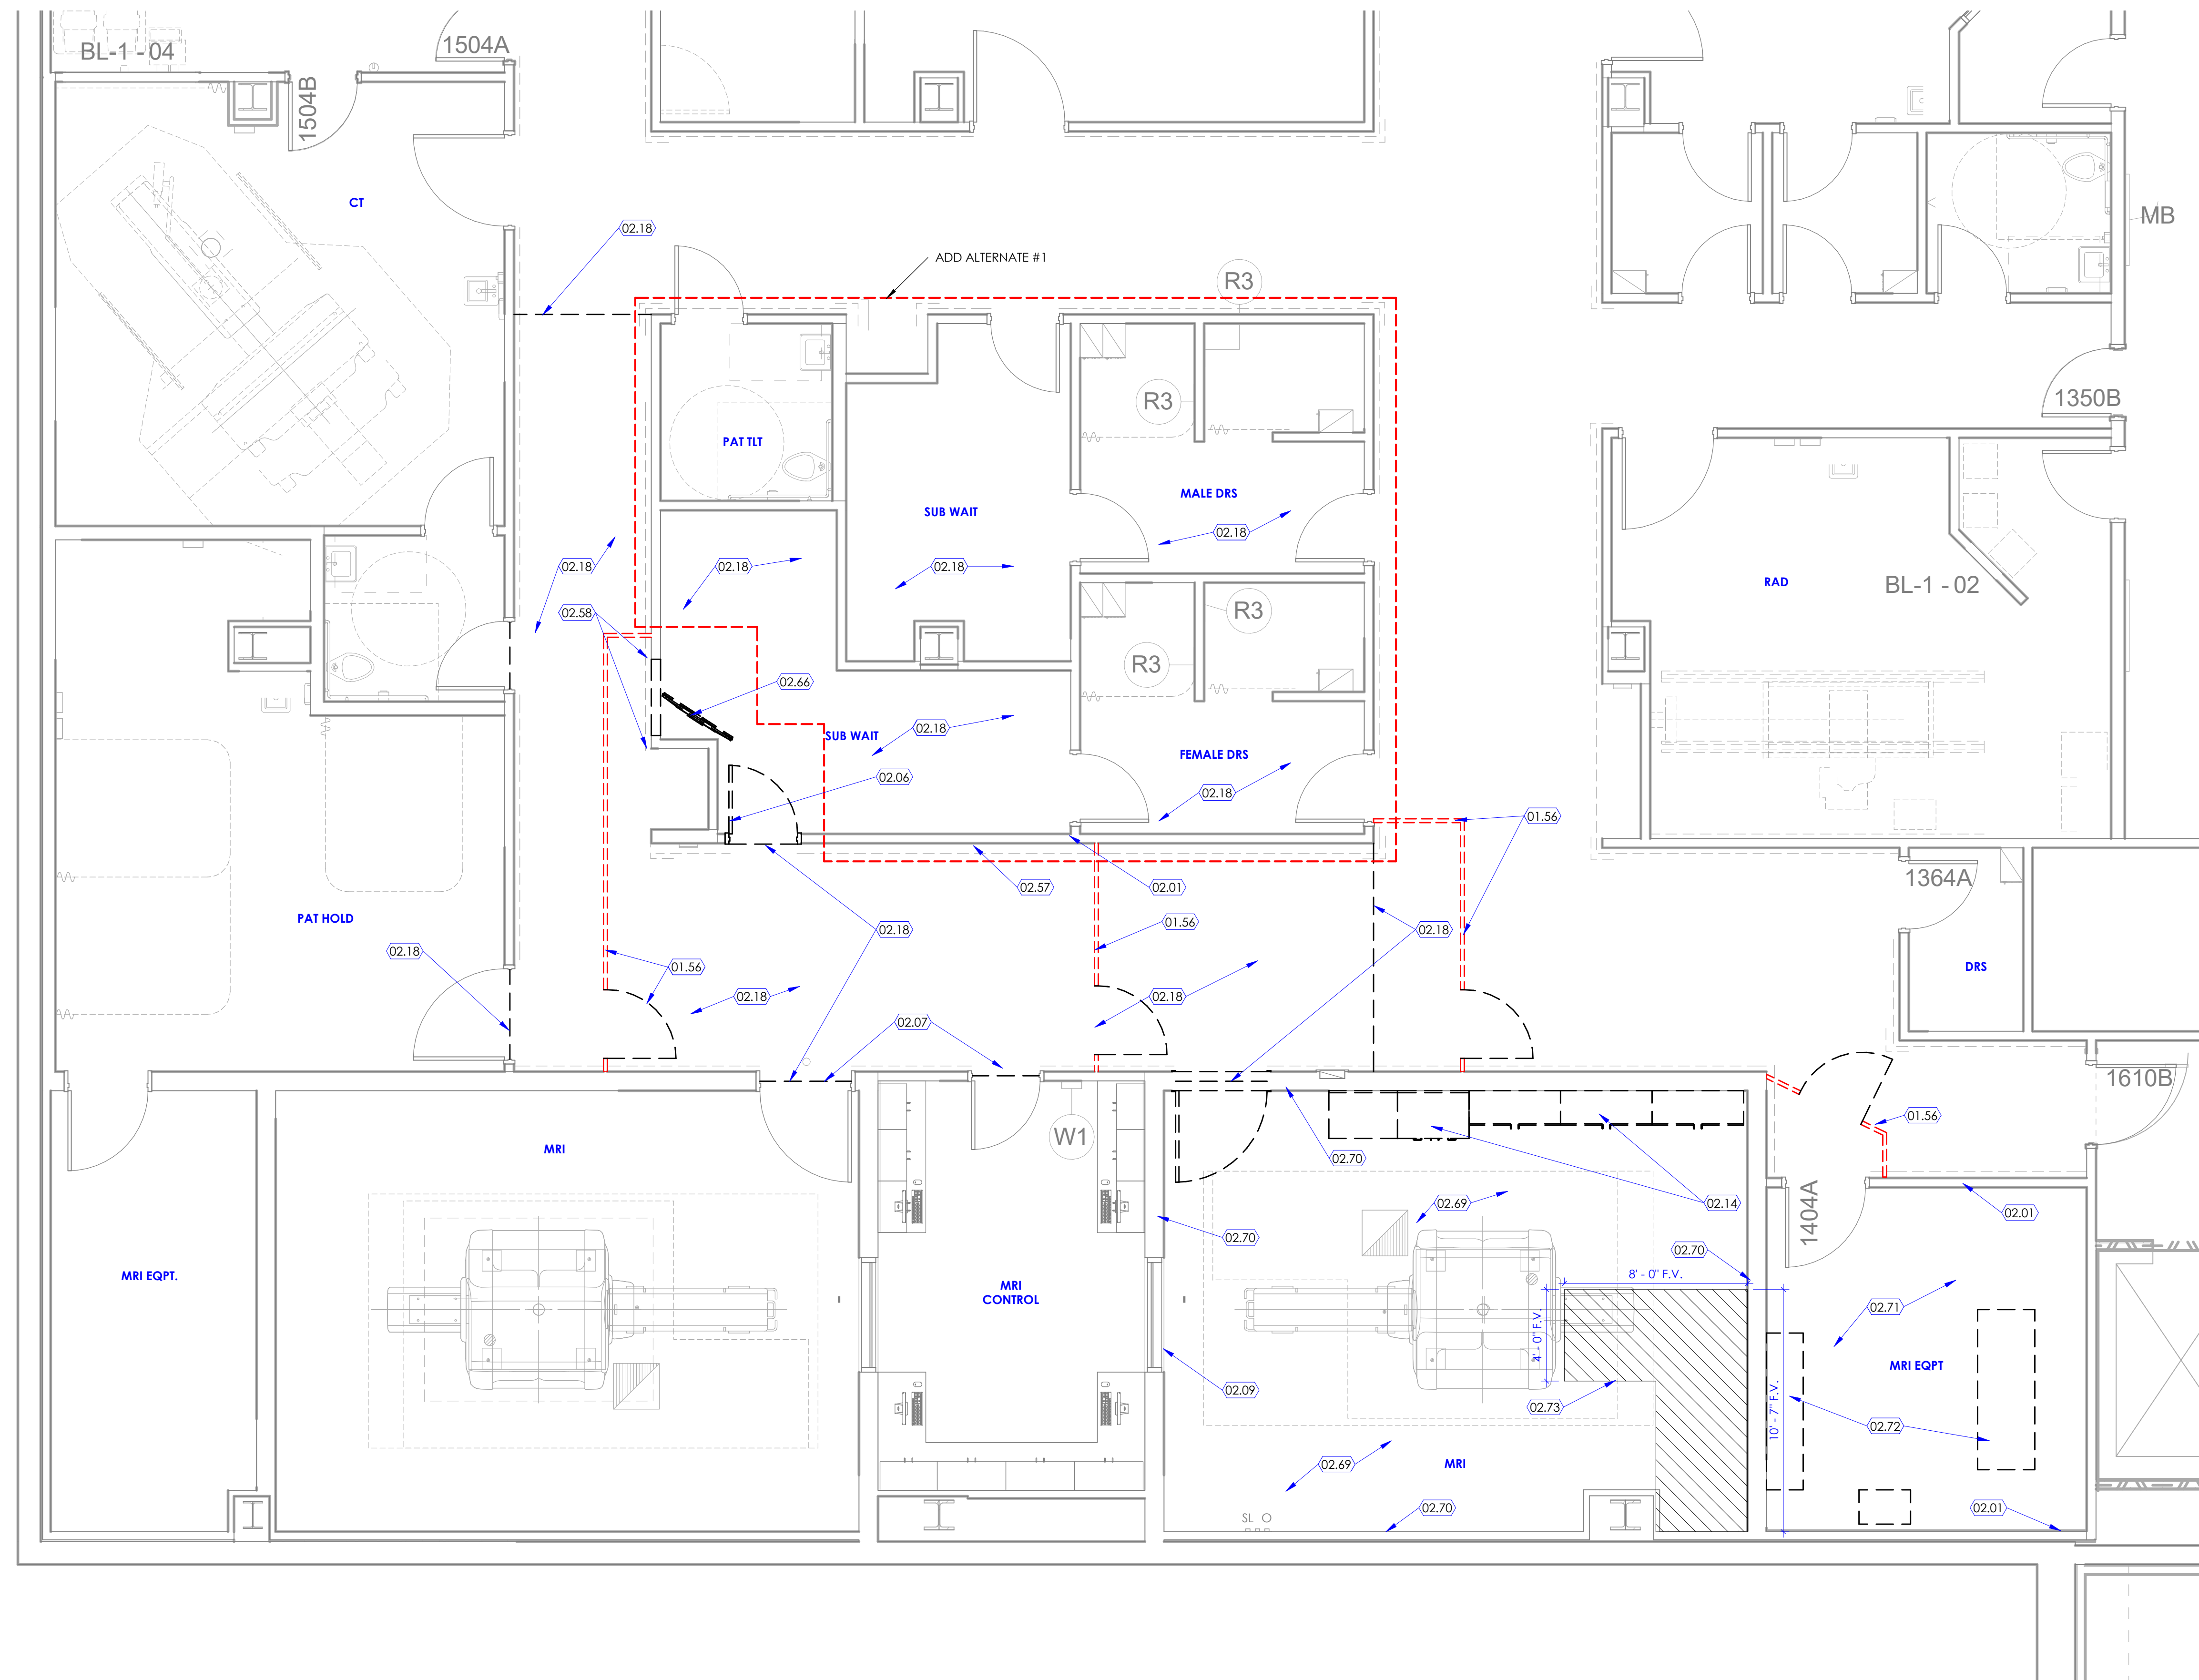 BL-1 - 04
1504A
1504B
CT
MB
02.18
ADD ALTERNATE #1
R3
1350B
R3
PAT TLT
MALE DRS
SUB WAIT
02.18
02.18
02.18
02.18
RAD
BL-1 - 02
02.58
R3
R3
02.66
02.18
SUB WAIT
FEMALE DRS
02.06
02.18
01.56
02.57
02.01
1364A
PAT HOLD
01.56
02.18
02.18
02.18
01.56
DRS
02.18
02.18
02.07
1610B
01.56
W1
MRI
02.70
02.69
02.14
1404A
02.01
02.70
02.70
MRI EQPT.
MRI
CONTROL
8' - 0" F.V.
4' - 0" F.V.
02.71
MRI EQPT
02.09
02.73
10' - 7" F.V.
02.72
02.69
MRI
02.70
02.01
SL